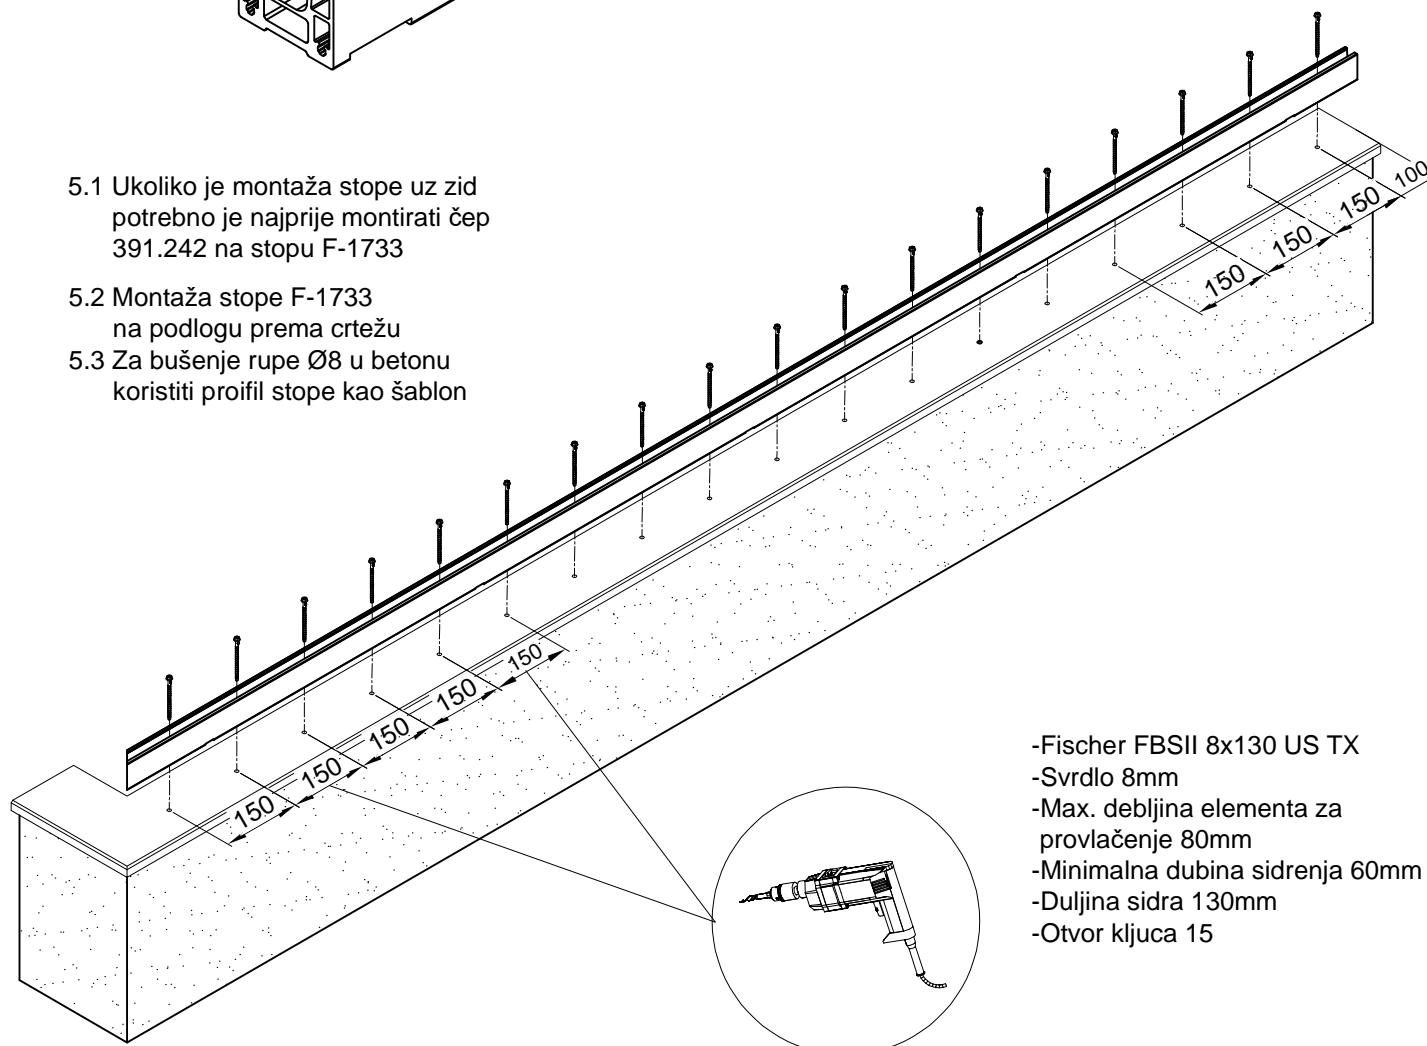 5.1 Ukoliko je montaža stope uz zid
potrebno je najprije montirati čep
391.242 na stopu F-1733
5.2 Montaža stope F-1733
na podlogu prema crtežu
5.3 Za bušenje rupe Ø8 u betonu
koristiti proifil stope kao šablon
100
150
150
150
150
150
150
150
150
-Fischer FBSII 8x130 US TX
-Svrdlo 8mm
-Max. debljina elementa za
provlačenje 80mm
-Minimalna dubina sidrenja 60mm
-Duljina sidra 130mm
-Otvor kljuca 15